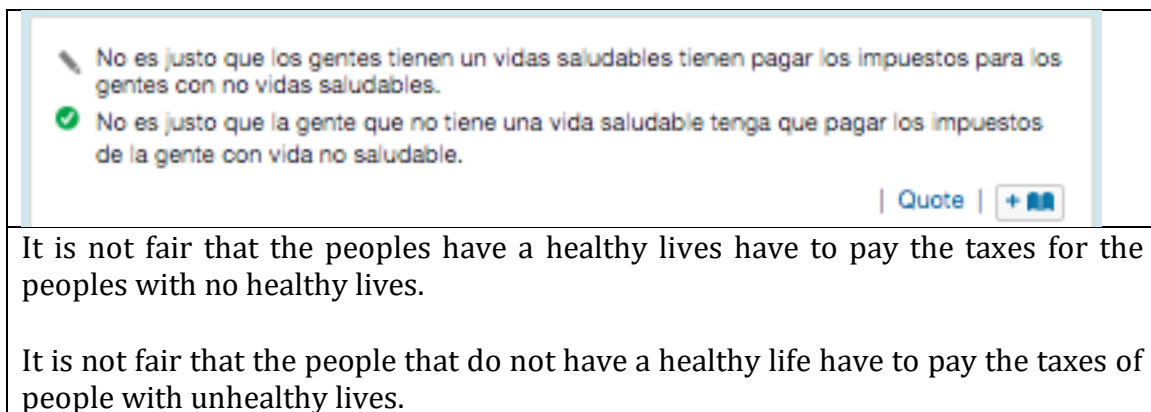 No es justo que los gentes tienen un vidas saludables tienen pagar los impuestos para los
gentes con no vidas saludables.
No es justo que la gente que no tiene una vida saludable tenga que pagar los impuestos
de la gente con vida no saludable.
| Quote | +
It is not fair that the peoples have a healthy lives have to pay the taxes for the
peoples with no healthy lives.
It is not fair that the people that do not have a healthy life have to pay the taxes of
people with unhealthy lives.